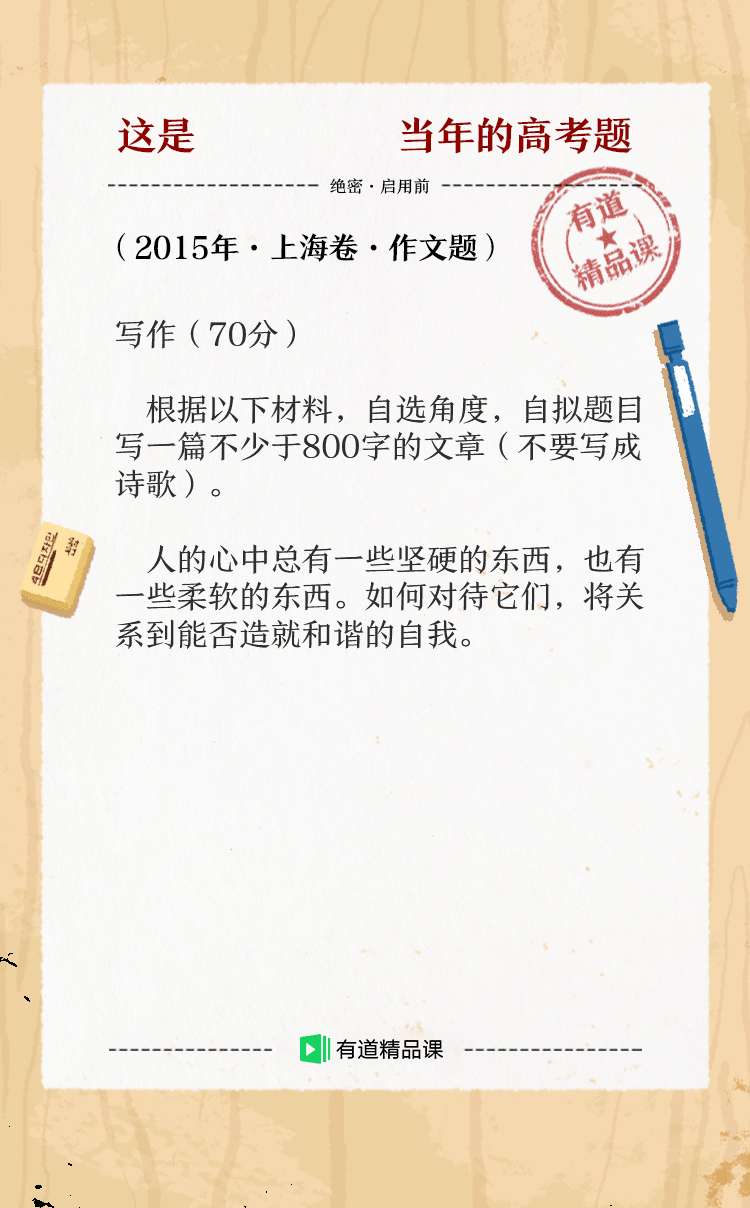 这是 当年的高考题
绝密·启用前
（2015年·上海卷·作文题）
有道
精品课
写作（70分）
根据以下材料，自选角度，自拟题目
写一篇不少于800字的文章（不要写成
诗歌）。
人的心中总有一些坚硬的东西，也有
一些柔软的东西。如何对待它们，将关
系到能否造就和谐的自我。
有道精品课